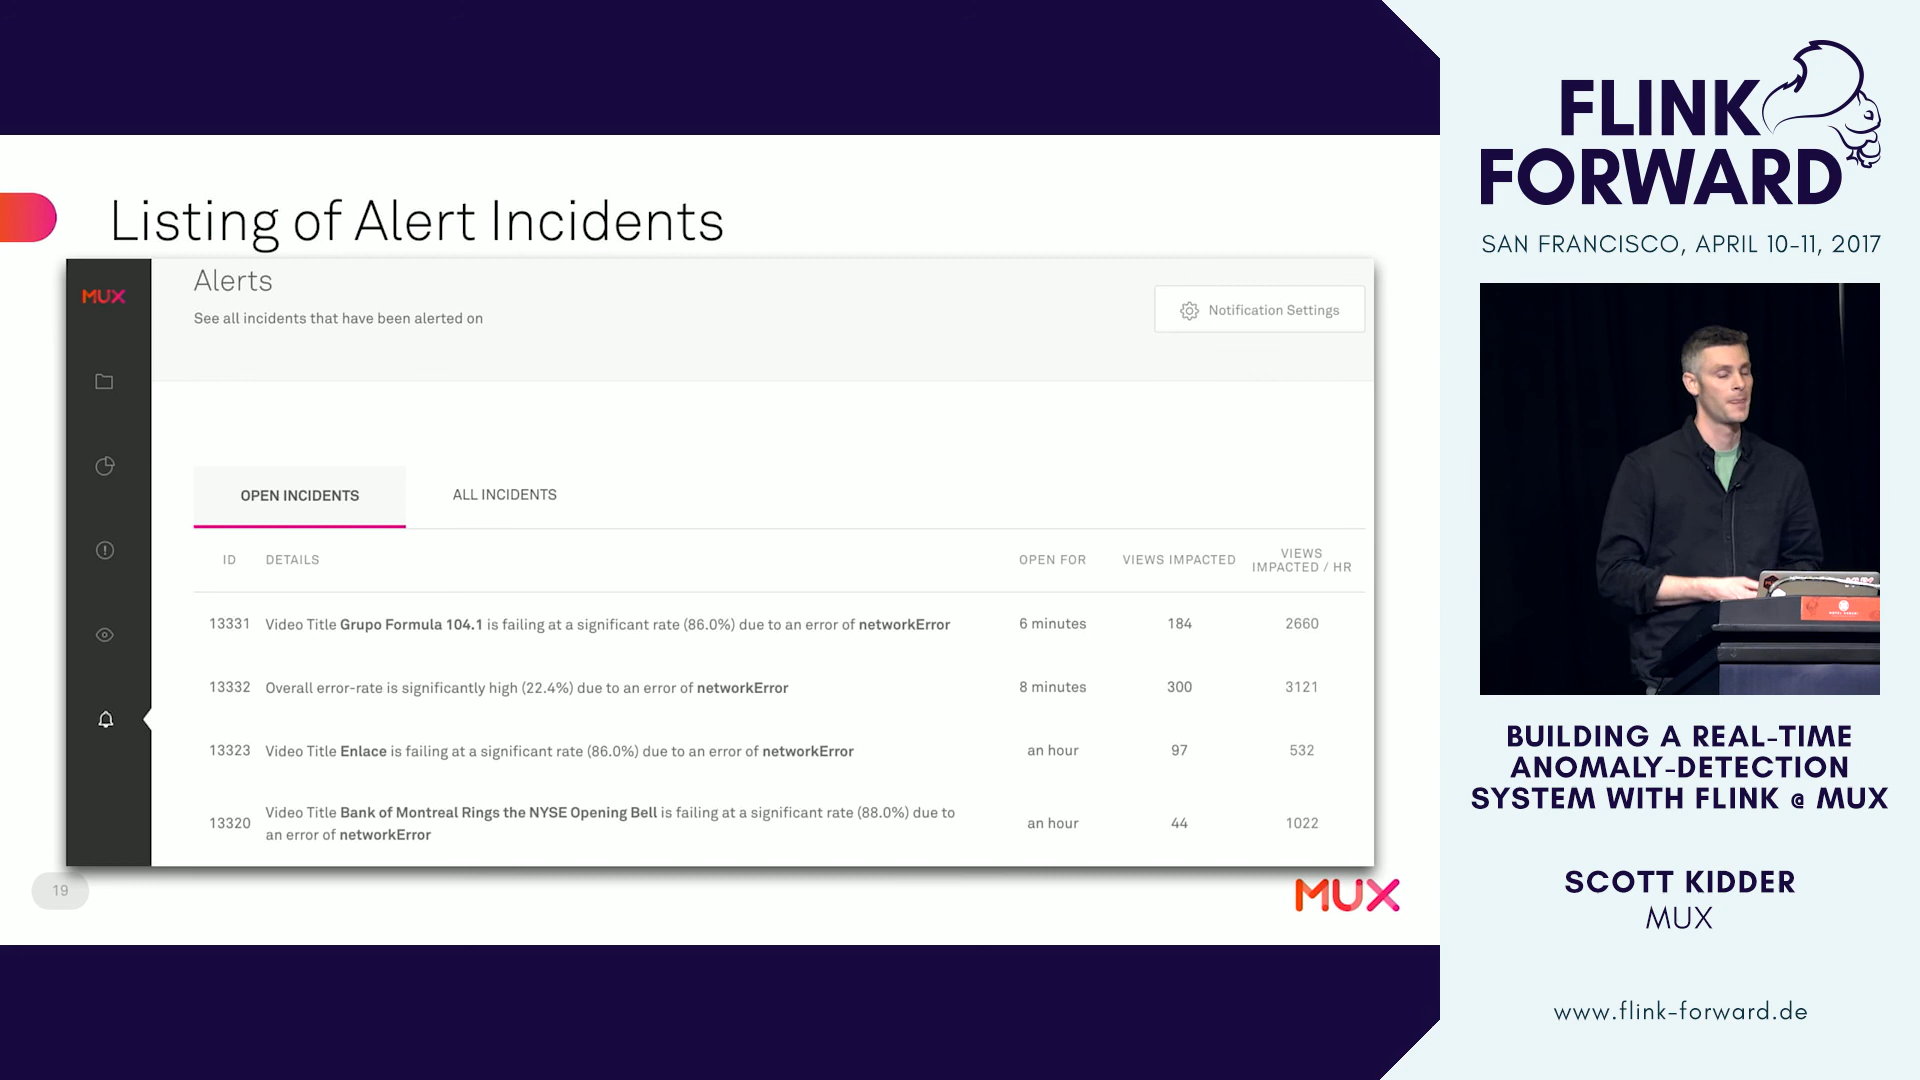 Listing of Alert Incidents
MUX
Alerts
See all incidents that have been alerted on
Notification Settings
OPEN INCIDENTS
ALL INCIDENTS
ID DETAILS OPEN FOR VIEWS IMPACTED VIEWS IMPACTED / HR
13331 Video Title Grupo Formula 104.1 is failing at a significant rate (86.0%) due to an error of networkError 6 minutes 184 2660
13332 Overall error-rate is significantly high (22.4%) due to an error of networkError 8 minutes 300 3121
13323 Video Title Enlace is failing at a significant rate (86.0%) due to an error of networkError an hour 97 532
13320 Video Title Bank of Montreal Rings the NYSE Opening Bell is failing at a significant rate (88.0%) due to
an error of networkError an hour 44 1022
19
MUX
FLINK
FORWARD
SAN FRANCISCO, APRIL 10-11, 2017
BUILDING A REAL-TIME
ANOMALY-DETECTION
SYSTEM WITH FLINK @ MUX
SCOTT KIDDER
MUX
www.flink-forward.de